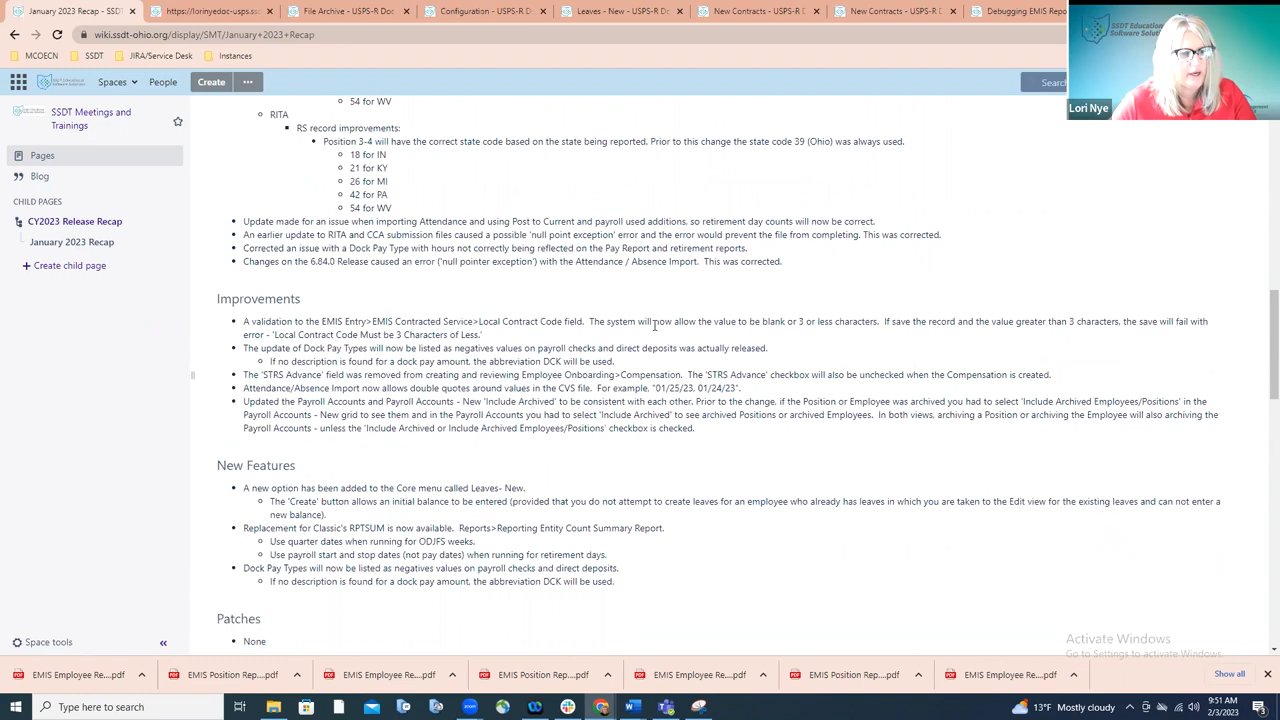 January 2023 Recap - SSDT
https://lorinyedoc-usps.or
File Archive - USPS-R Doc
Configuration - USPS-R
Leaves - New - USPS-R D
New Contracts - USPS-R
New Contracts - USPS-R D
Debugging EMIS Repo
wiki.ssdt-ohio.org/display/SMT/January+2023+Recap
MCOECN
SSDT
JIRA/Service Desk
Instances
Spaces
People
Create
Search
SSDT Education
Software Soluti
Lori Nye
SSDT Meetings and
Trainings
Pages
Blog
CHILD PAGES
CY2023 Release Recap
January 2023 Recap
Create child page
54 for WV
RITA
RS record improvements:
Position 3-4 will have the correct state code based on the state being reported. Prior to this change the state code 39 (Ohio) was always used.
18 for IN
21 for KY
26 for MI
42 for PA
54 for WV
Update made for an issue when importing Attendance and using Post to Current and payroll used additions, so retirement day counts will now be correct.
An earlier update to RITA and CCA submission files caused a possible 'null point exception' error and the error would prevent the file from completing. This was corrected.
Corrected an issue with a Dock Pay Type with hours not correctly being reflected on the Pay Report and retirement reports.
Changes on the 6.84.0 Release caused an error ('null pointer exception') with the Attendance / Absence Import. This was corrected.
Improvements
A validation to the EMIS Entry>EMIS Contracted Service>Local Contract Code field. The system will now allow the value to be blank or 3 or less characters. If save the record and the value greater than 3 characters, the save will fail with
error - 'Local Contract Code Must be 3 Characters of Less.'
The update of Dock Pay Types will now be listed as negatives values on payroll checks and direct deposits was actually released.
If no description is found for a dock pay amount, the abbreviation DCK will be used.
The 'STRS Advance' field was removed from creating and reviewing Employee Onboarding>Compensation. The 'STRS Advance' checkbox will also be unchecked when the Compensation is created.
Attendance/Absence Import now allows double quotes around values in the CVS file. For example, "01/25/23, 01/24/23".
Updated the Payroll Accounts and Payroll Accounts - New 'Include Archived' to be consistent with each other. Prior to the change, if the Position or Employee was archived you had to select 'Include Archived Employees/Positions' in the
Payroll Accounts - New grid to see them and in the Payroll Accounts you had to select 'Include Archived' to see archived Positions or archived Employees. In both views, archiving a Position or archiving the Employee will also archiving the
Payroll Accounts - unless the 'Include Archived or Include Archived Employees/Positions' checkbox is checked.
New Features
A new option has been added to the Core menu called Leaves- New.
The 'Create' button allows an initial balance to be entered (provided that you do not attempt to create leaves for an employee who already has leaves in which you are taken to the Edit view for the existing leaves and can not enter a
new balance).
Replacement for Classic's RPTSUM is now available. Reports>Reporting Entity Count Summary Report.
Use quarter dates when running for ODJFS weeks.
Use payroll start and stop dates (not pay dates) when running for retirement days.
Dock Pay Types will now be listed as negatives values on payroll checks and direct deposits.
If no description is found for a dock pay amount, the abbreviation DCK will be used.
Patches
None
Space tools
Activate Windows
Go to Settings to activate Windows.
EMIS Employee Re....pdf
EMIS Position Rep....pdf
EMIS Employee Re....pdf
EMIS Position Rep....pdf
EMIS Employee Re....pdf
EMIS Position Rep....pdf
EMIS Employee Re....pdf
Show all
Type here to search
13°F Mostly cloudy
9:51 AM
2/3/2023